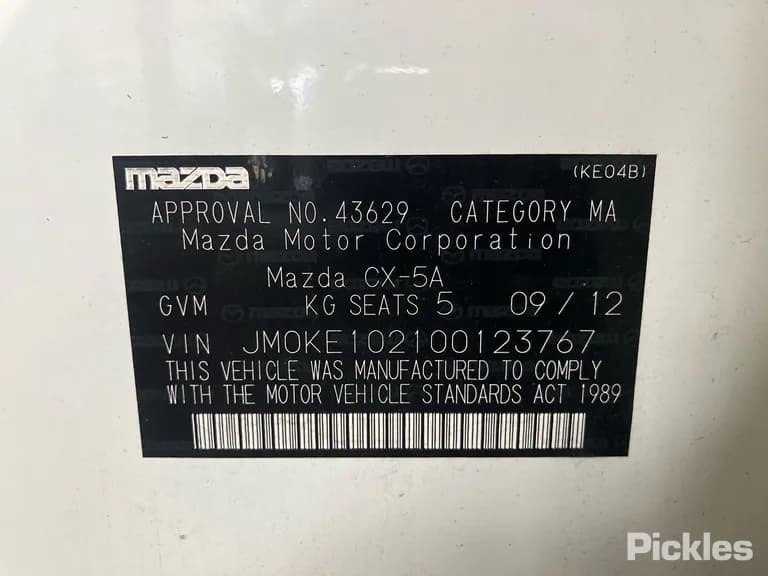 mazda
(KE04B)
APPROVAL NO.43629 CATEGORY MA
Mazda Motor Corporation
Mazda CX-5A
GVM KG SEATS 5 09/12
VIN JM0KE102100123767
THIS VEHICLE WAS MANUFACTURED TO COMPLY
WITH THE MOTOR VEHICLE STANDARDS ACT 1989
Pickles